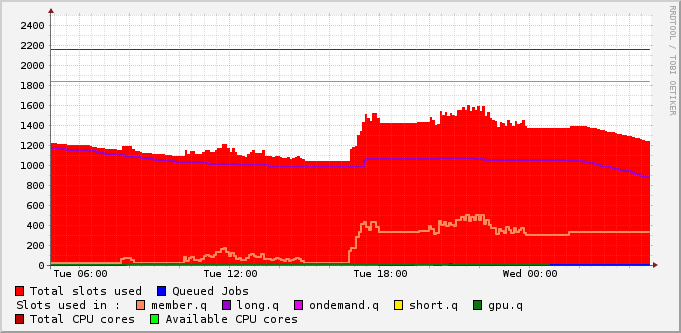 RRDTOOL / TOBI OETIKER
2400
2200
2000
1800
1600
1400
1200
1000
800
600
400
200
0
Tue 06:00 Tue 12:00 Tue 18:00 Wed 00:00
Total slots used Queued Jobs
Slots used in : member.q long.q ondemand.q short.q gpu.q
Total CPU cores Available CPU cores